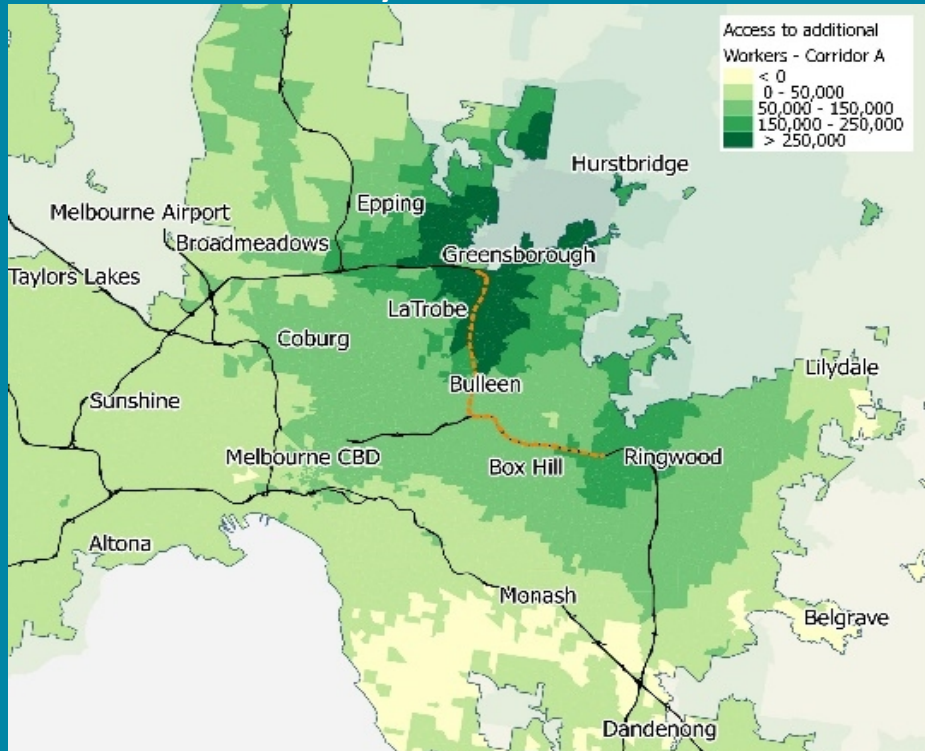 Access to additional
Workers - Corridor A
< 0
0 - 50,000
50,000 - 150,000
150,000 - 250,000
> 250,000
Hurstbridge
Epping
Melbourne Airport
Broadmeadows
Greensborough
Taylors Lakes
LaTrobe
Coburg
Lilydale
Bulleen
Sunshine
Melbourne CBD
Box Hill
Ringwood
Altona
Monash
Belgrave
Dandenong